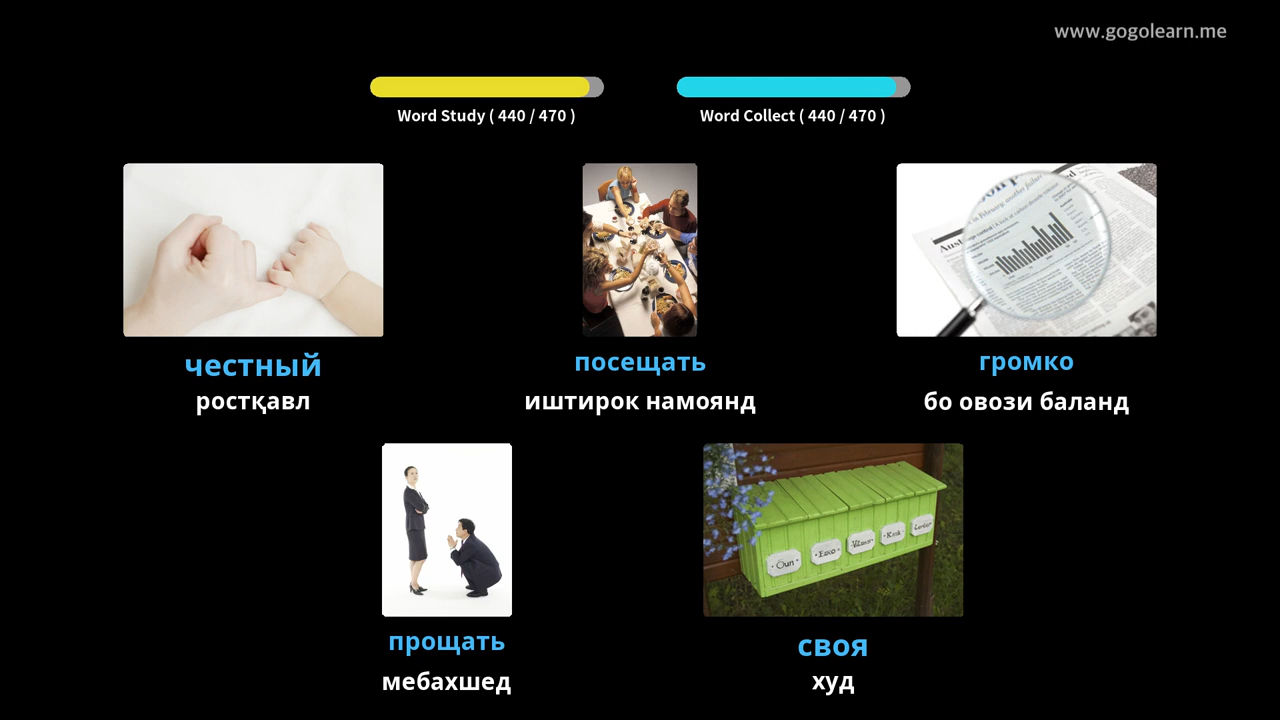 www.gogolearn.me
Word Study ( 440 / 470 )
Word Collect ( 440 / 470 )
честный
ростқавл
посещать
иштирок намоянд
громко
бо овози баланд
прощать
мебахшед
своя
худ